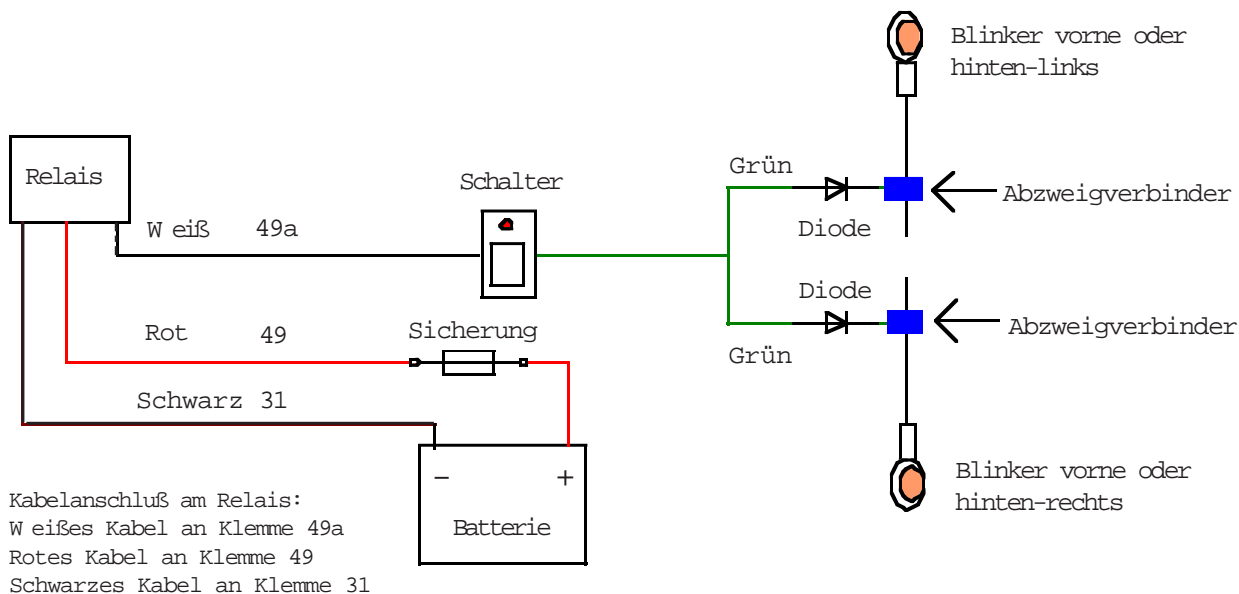 Blinker vorne oder
hinten-links
Relais
Schalter
Grün
Abzweigverbinder
W eiß 49a
Diode
Diode
Rot 49
Sicherung
Abzweigverbinder
Grün
Schwarz 31
- +
Batterie
Blinker vorne oder
hinten-rechts
Kabelanschluß am Relais:
W eißes Kabel an Klemme 49a
Rotes Kabel an Klemme 49
Schwarzes Kabel an Klemme 31